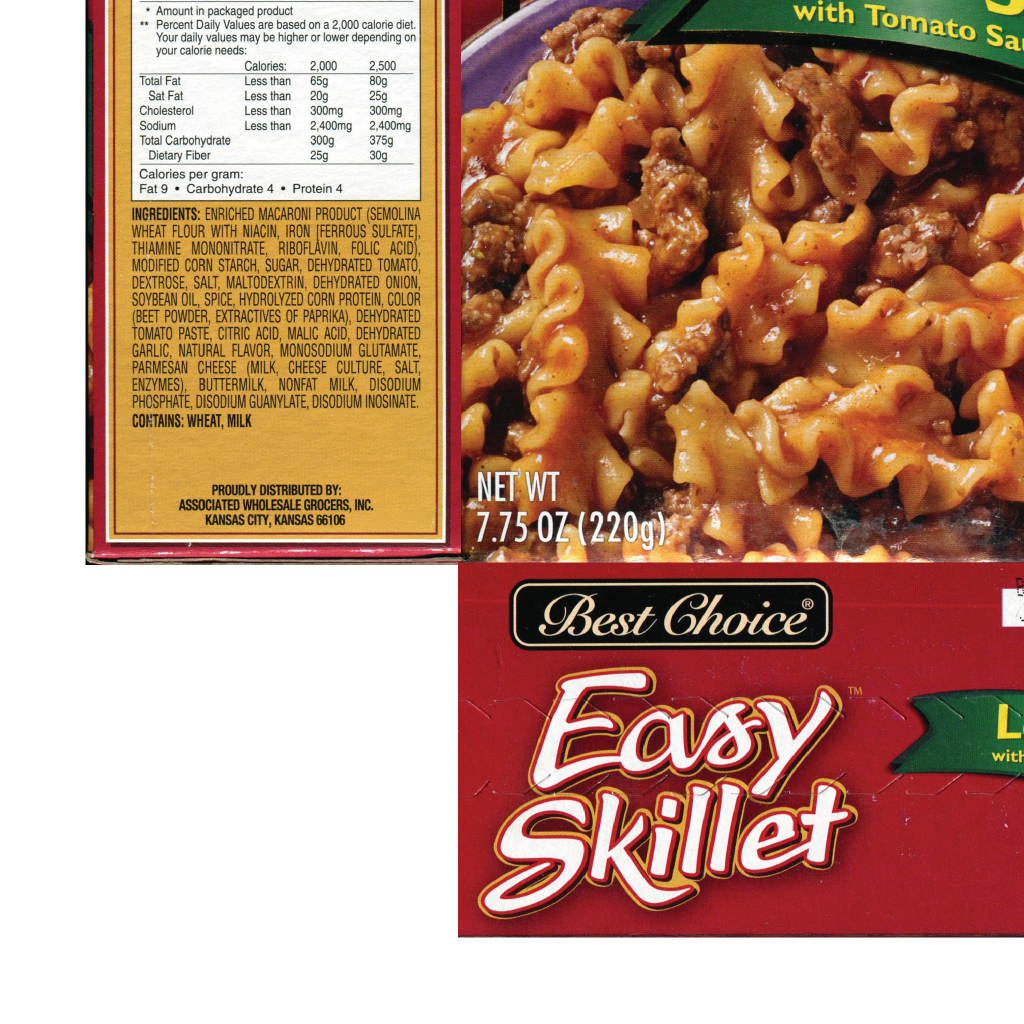 * Amount in packaged product
** Percent Daily Values are based on a 2,000 calorie diet.
Your daily values may be higher or lower depending on
your calorie needs:
Calories: 2,000 2,500
Total Fat Less than 65g 80g
Sat Fat Less than 20g 25g
Cholesterol Less than 300mg 300mg
Sodium Less than 2,400mg 2,400mg
Total Carbohydrate 300g 375g
Dietary Fiber 25g 30g
Calories per gram:
Fat 9 • Carbohydrate 4 • Protein 4
INGREDIENTS: ENRICHED MACARONI PRODUCT (SEMOLINA
WHEAT FLOUR WITH NIACIN, IRON [FERROUS SULFATE],
THIAMINE MONONITRATE, RIBOFLAVIN, FOLIC ACID),
MODIFIED CORN STARCH, SUGAR, DEHYDRATED TOMATO,
DEXTROSE, SALT, MALTODEXTRIN, DEHYDRATED ONION,
SOYBEAN OIL, SPICE, HYDROLYZED CORN PROTEIN, COLOR
(BEET POWDER, EXTRACTIVES OF PAPRIKA), DEHYDRATED
TOMATO PASTE, CITRIC ACID, MALIC ACID, DEHYDRATED
GARLIC, NATURAL FLAVOR, MONOSODIUM GLUTAMATE,
PARMESAN CHEESE (MILK, CHEESE CULTURE, SALT,
ENZYMES), BUTTERMILK, NONFAT MILK, DISODIUM
PHOSPHATE, DISODIUM GUANYLATE, DISODIUM INOSINATE.
CONTAINS: WHEAT, MILK
PROUDLY DISTRIBUTED BY:
ASSOCIATED WHOLESALE GROCERS, INC.
KANSAS CITY, KANSAS 66106
with Tomato Sau
NET WT
7.75 OZ (220g)
Best Choice®
Easy™
Skillet
L
with